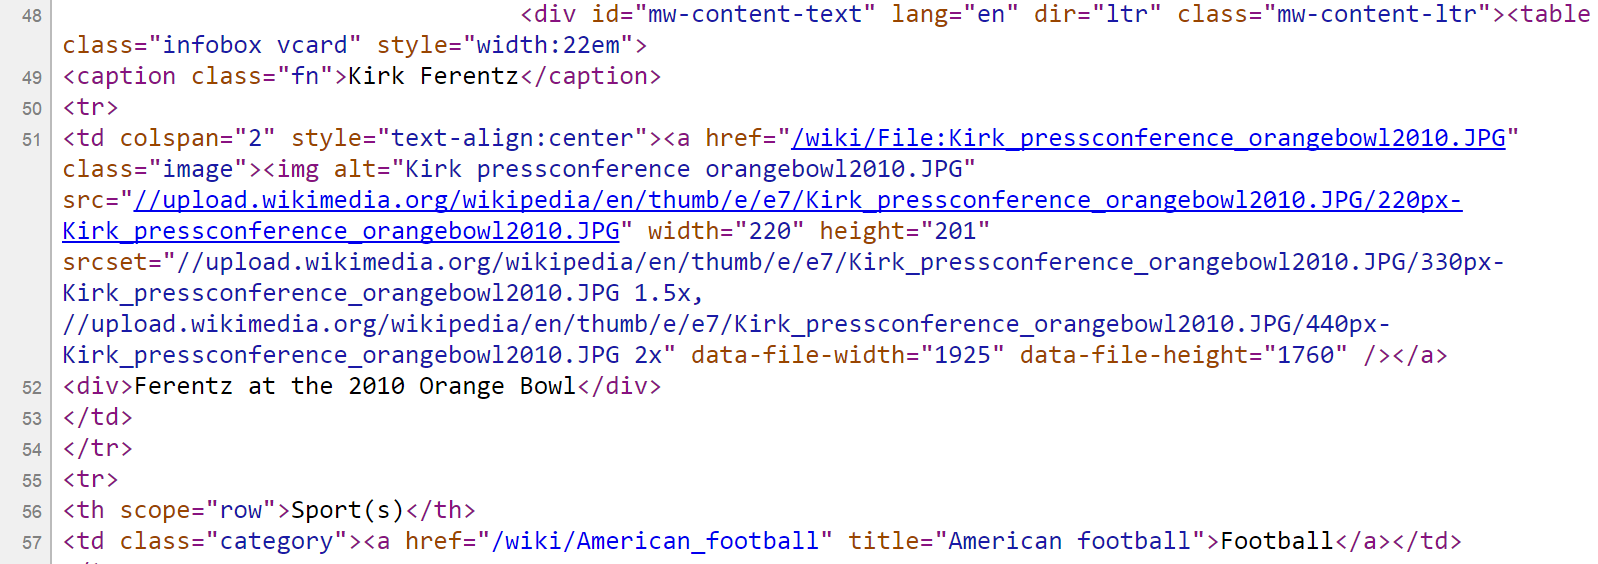 48 <div id="mw-content-text" lang="en" dir="ltr" class="mw-content-ltr"><table
class="infobox vcard" style="width:22em">
49 <caption class="fn">Kirk Ferentz</caption>
50 <tr>
51 <td colspan="2" style="text-align:center"><a href="/wiki/File:Kirk_pressconference_orangebowl2010.JPG"
class="image"><img alt="Kirk pressconference orangebowl2010.JPG"
src="//upload.wikimedia.org/wikipedia/en/thumb/e/e7/Kirk_pressconference_orangebowl2010.JPG/220px-
Kirk_pressconference_orangebowl2010.JPG" width="220" height="201"
srcset="//upload.wikimedia.org/wikipedia/en/thumb/e/e7/Kirk_pressconference_orangebowl2010.JPG/330px-
Kirk_pressconference_orangebowl2010.JPG 1.5x,
//upload.wikimedia.org/wikipedia/en/thumb/e/e7/Kirk_pressconference_orangebowl2010.JPG/440px-
Kirk_pressconference_orangebowl2010.JPG 2x" data-file-width="1925" data-file-height="1760" /></a>
52 <div>Ferentz at the 2010 Orange Bowl</div>
53 </td>
54 </tr>
55 <tr>
56 <th scope="row">Sport(s)</th>
57 <td class="category"><a href="/wiki/American_football" title="American football">Football</a></td>